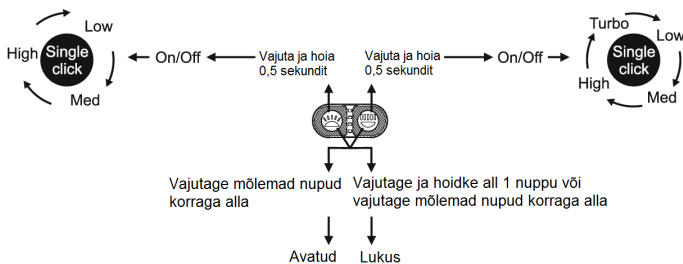 Low
High
Single
click
Med
On/Off
Vajuta ja hoia
0,5 sekundit
Vajuta ja hoia
0,5 sekundit
On/Off
Turbo
Low
Single
click
High
Med
Vajutage mõlemad nupud
korraga alla
Vajutage ja hoidke all 1 nuppu või
vajutage mõlemad nupud korraga alla
Avatud
Lukus